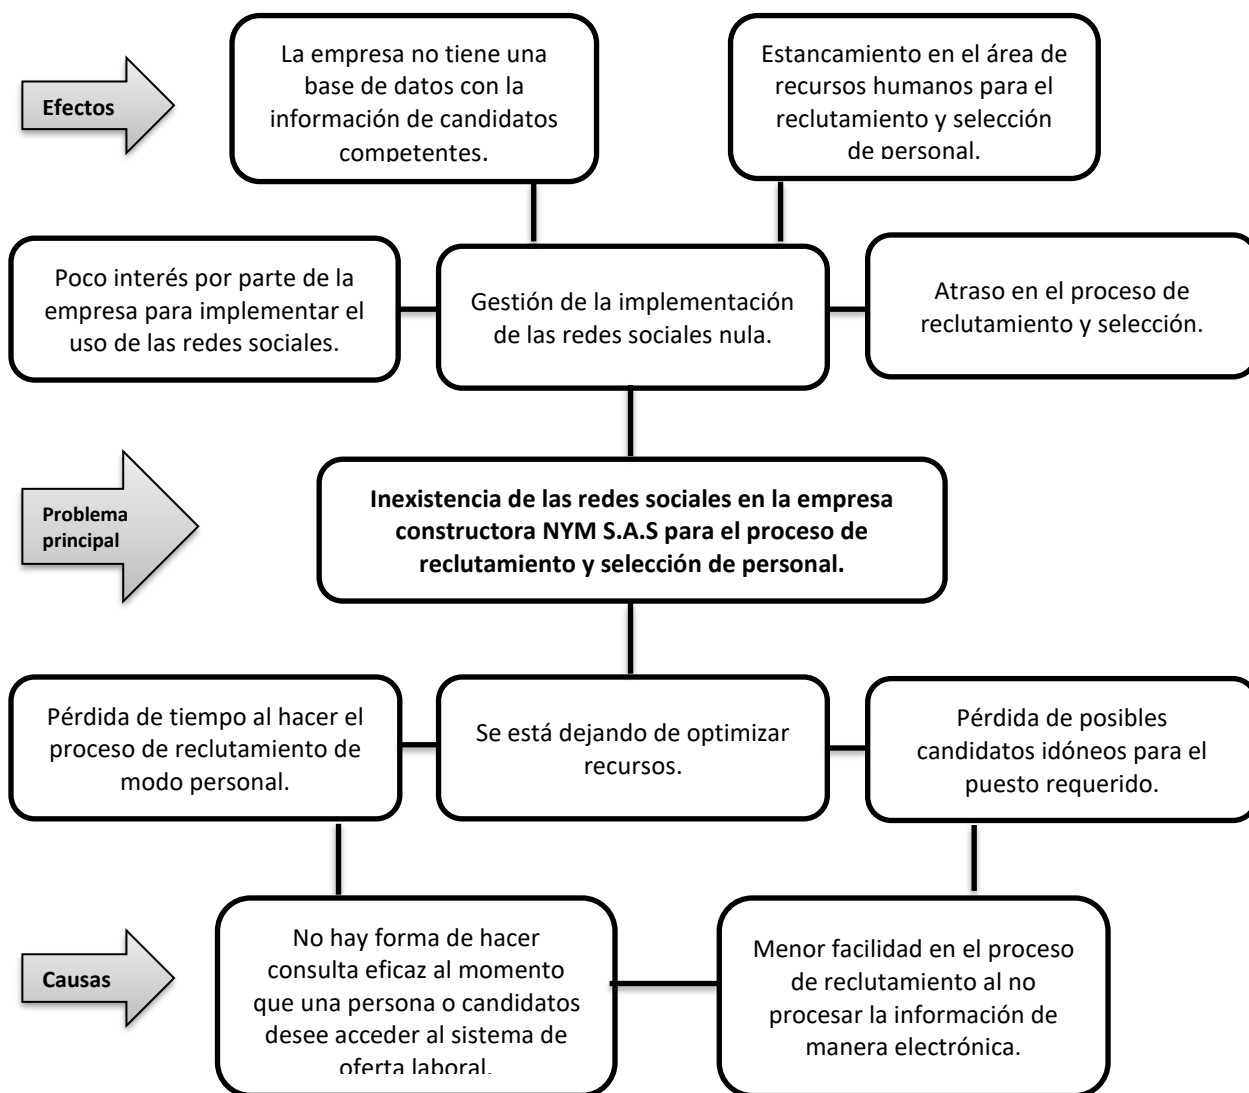 Efectos
La empresa no tiene una
base de datos con la
información de candidatos
competentes.
Estancamiento en el área de
recursos humanos para el
reclutamiento y selección
de personal.
Poco interés por parte de la
empresa para implementar el
uso de las redes sociales.
Gestión de la implementación
de las redes sociales nula.
Atraso en el proceso de
reclutamiento y selección.
Problema
principal
Inexistencia de las redes sociales en la empresa
constructora NYM S.A.S para el proceso de
reclutamiento y selección de personal.
Pérdida de tiempo al hacer el
proceso de reclutamiento de
modo personal.
Se está dejando de optimizar
recursos.
Pérdida de posibles
candidatos idóneos para el
puesto requerido.
Causas
No hay forma de hacer
consulta eficaz al momento
que una persona o candidatos
desee acceder al sistema de
oferta laboral.
Menor facilidad en el proceso
de reclutamiento al no
procesar la información de
manera electrónica.